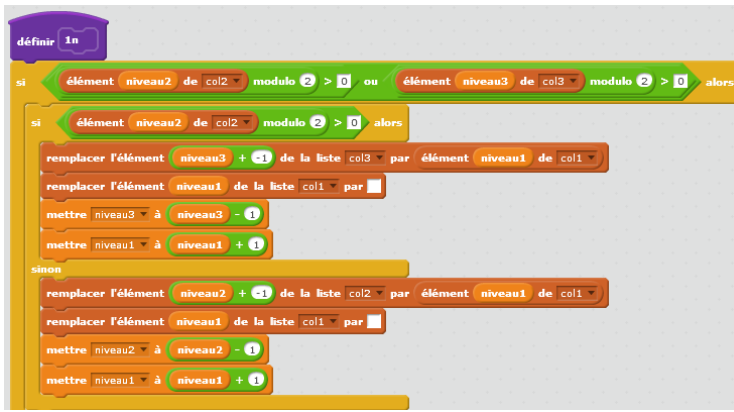 définir 1n
si élément niveau2 de col2 modulo 2 > 0 ou élément niveau3 de col3 modulo 2 > 0 alors
si élément niveau2 de col2 modulo 2 > 0 alors
remplacer l'élément niveau3 + -1 de la liste col3 par élément niveau1 de col1
remplacer l'élément niveau1 de la liste col1 par
mettre niveau3 à niveau3 - 1
mettre niveau1 à niveau1 + 1
sinon
remplacer l'élément niveau2 + -1 de la liste col2 par élément niveau1 de col1
remplacer l'élément niveau1 de la liste col1 par
mettre niveau2 à niveau2 - 1
mettre niveau1 à niveau1 + 1